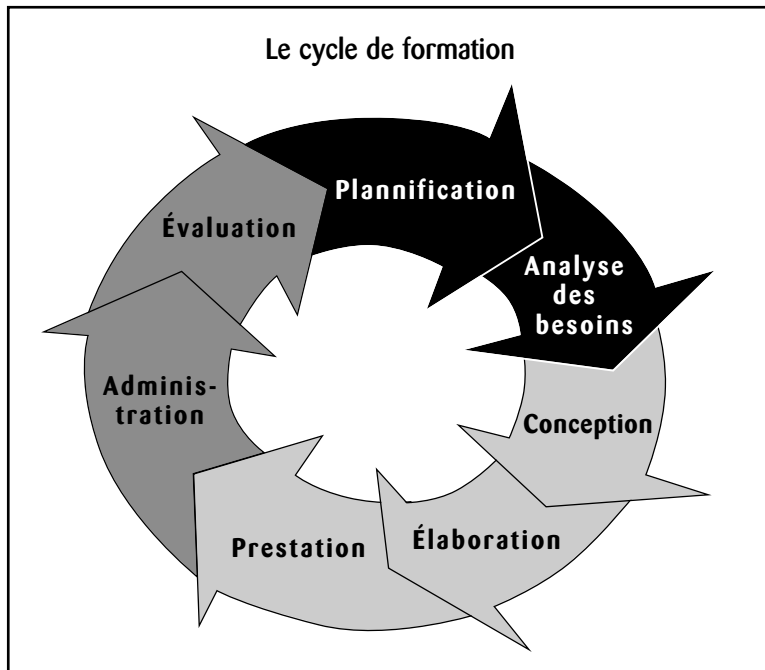 Le cycle de formation
Plannification
Analyse
des
besoins
Conception
Élaboration
Prestation
Adminis-
tration
Évaluation